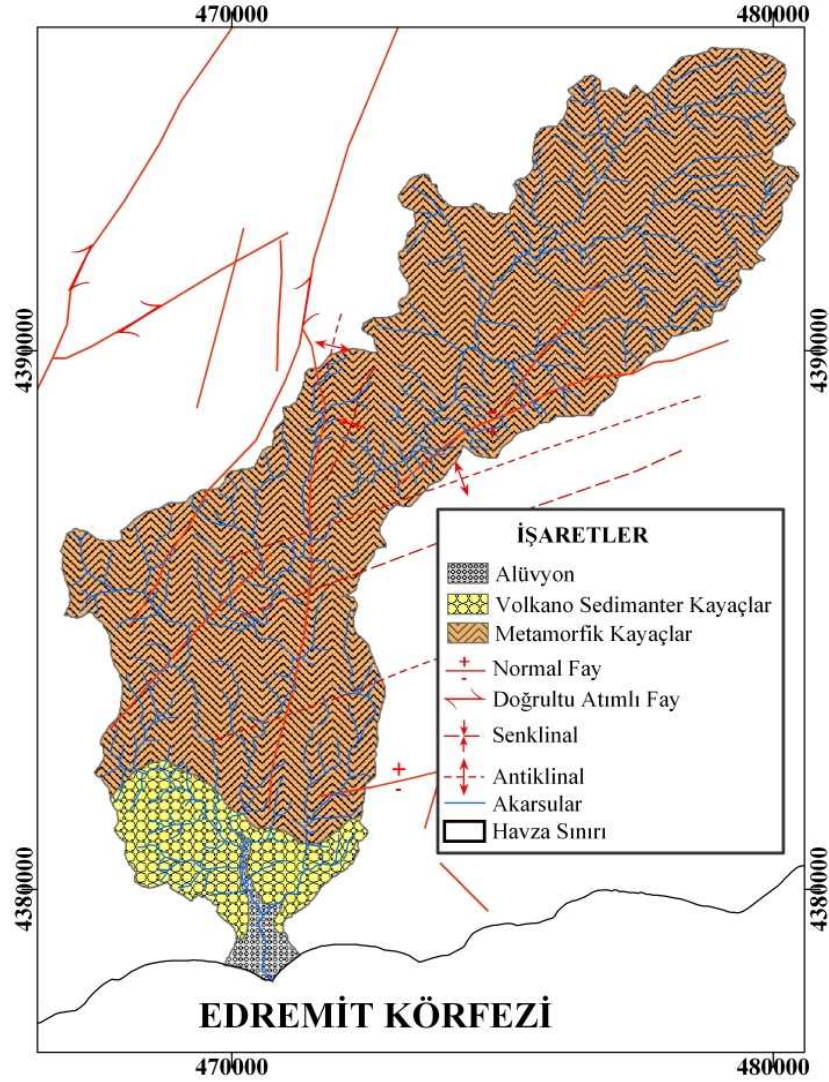 470000 480000
4390000 4390000
İŞARETLER
Alüvyon
Volkano Sedimanter Kayaçlar
Metamorfik Kayaçlar
+
-
Normal Fay
Doğrultu Atımlı Fay
Senklinal
Antiklinal
Akarsular
Havza Sınırı
+
-
4380000 4380000
EDREMİT KÖRFEZİ
470000 480000